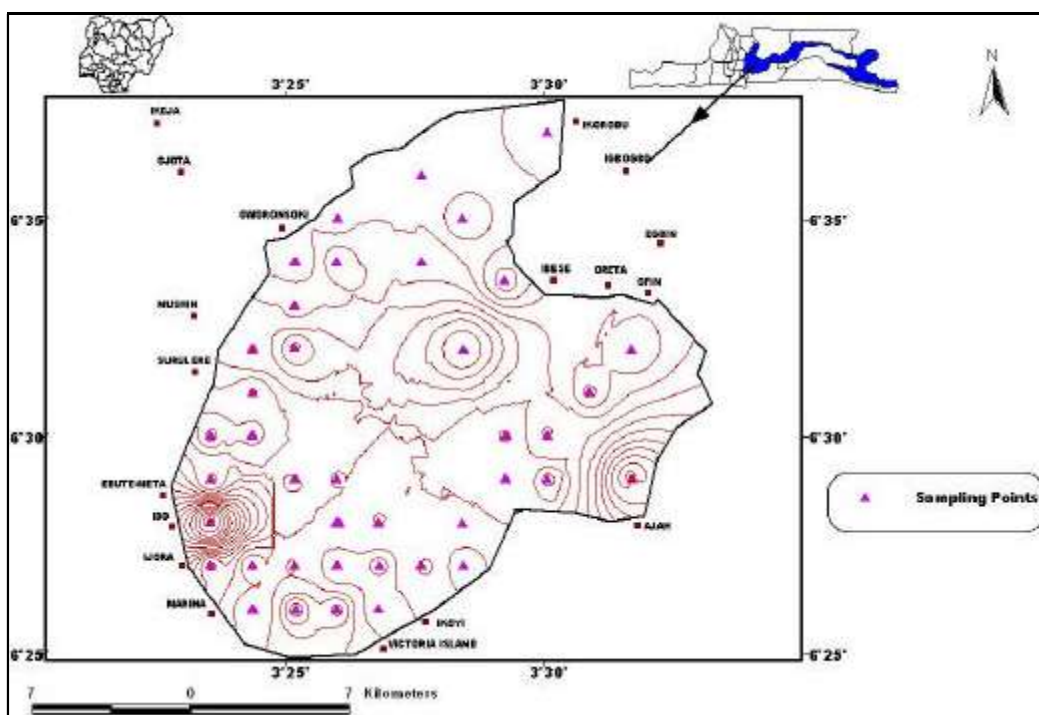 N
3°25'
3°30'
IKEJA
IKORODU
OJOTA
IGBOGBO
6°35'
6°35'
OWORONSOKI
EGBIN
IBESE
ORETA
OFIN
MUSHIN
SURULERE
6°30'
6°30'
EBUTE-META
Sampling Points
IDO
AJAH
IJORA
MARINA
IKOYI
VICTORIA ISLAND
6°25'
6°25'
3°25'
3°30'
7 0 7 Kilometers